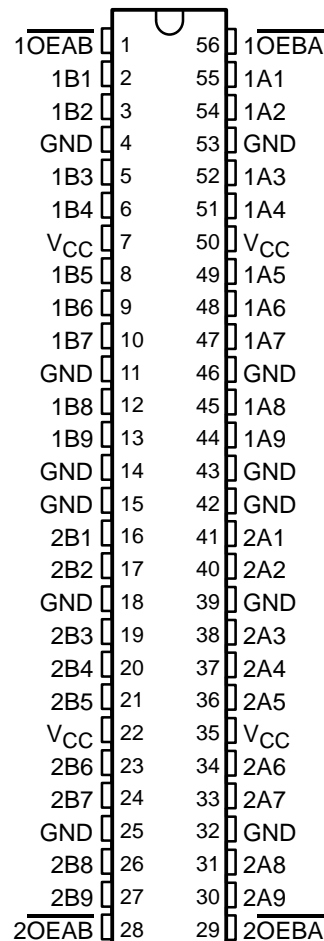 1OEAB 1 56 1OEBA
1B1 2 55 1A1
1B2 3 54 1A2
GND 4 53 GND
1B3 5 52 1A3
1B4 6 51 1A4
VCC 7 50 VCC
1B5 8 49 1A5
1B6 9 48 1A6
1B7 10 47 1A7
GND 11 46 GND
1B8 12 45 1A8
1B9 13 44 1A9
GND 14 43 GND
GND 15 42 GND
2B1 16 41 2A1
2B2 17 40 2A2
GND 18 39 GND
2B3 19 38 2A3
2B4 20 37 2A4
2B5 21 36 2A5
VCC 22 35 VCC
2B6 23 34 2A6
2B7 24 33 2A7
GND 25 32 GND
2B8 26 31 2A8
2B9 27 30 2A9
2OEAB 28 29 2OEBA